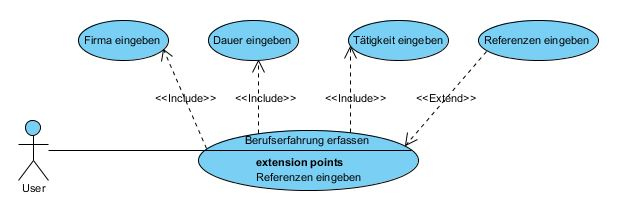 Firma eingeben
Dauer eingeben
Tätigkeit eingeben
Referenzen eingeben
<<Include>>
<<Include>>
<<Include>>
<<Extend>>
Berufserfahrung erfassen
extension points
Referenzen eingeben
User